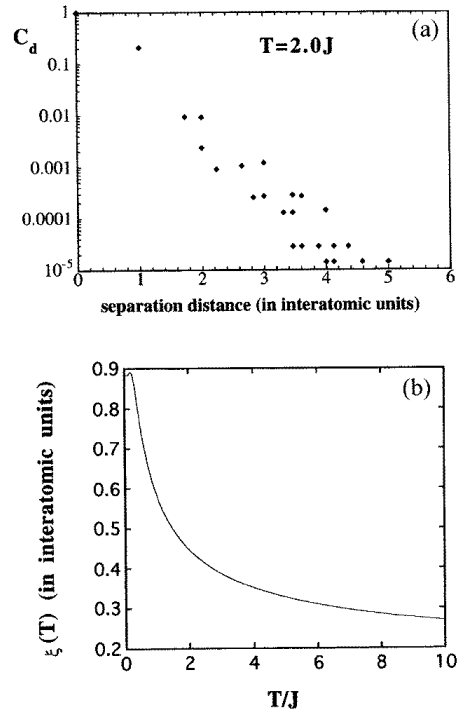 1
C_d
T=2.0J
(a)
0.1
0.01
0.001
0.0001
10^-5
0 1 2 3 4 5 6
separation distance (in interatomic units)
0.9
(b)
0.8
0.7
0.6
0.5
0.4
0.3
0.2
ξ(T) (in interatomic units)
0 2 4 6 8 10
T/J